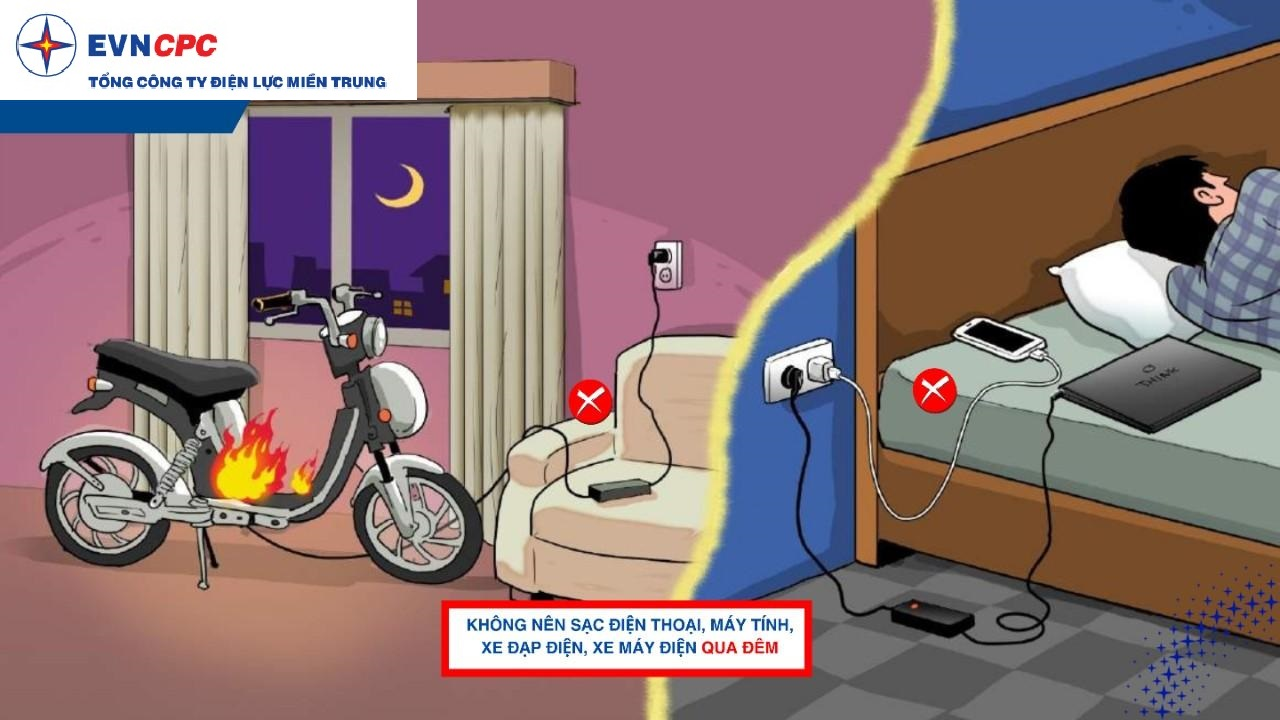 EVNCPC
TỔNG CÔNG TY ĐIỆN LỰC MIỀN TRUNG
THINK
KHÔNG NÊN SẠC ĐIỆN THOẠI, MÁY TÍNH,
XE ĐẠP ĐIỆN, XE MÁY ĐIỆN QUA ĐÊM